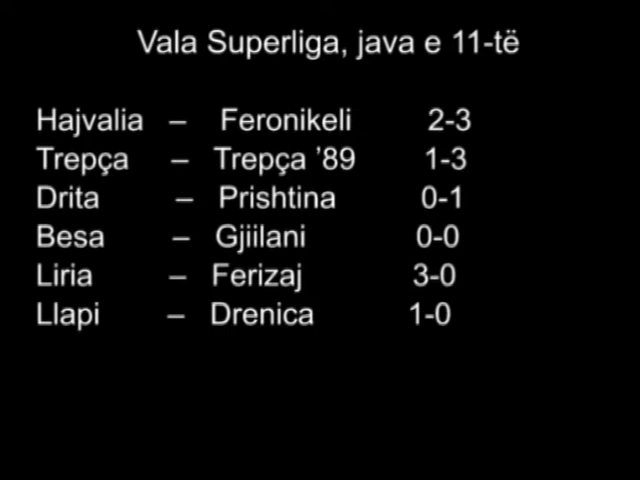 Vala Superliga, java e 11-të
Hajvalia – Feronikeli 2-3
Trepça – Trepça ’89 1-3
Drita – Prishtina 0-1
Besa – Gjiilani 0-0
Liria – Ferizaj 3-0
Llapi – Drenica 1-0